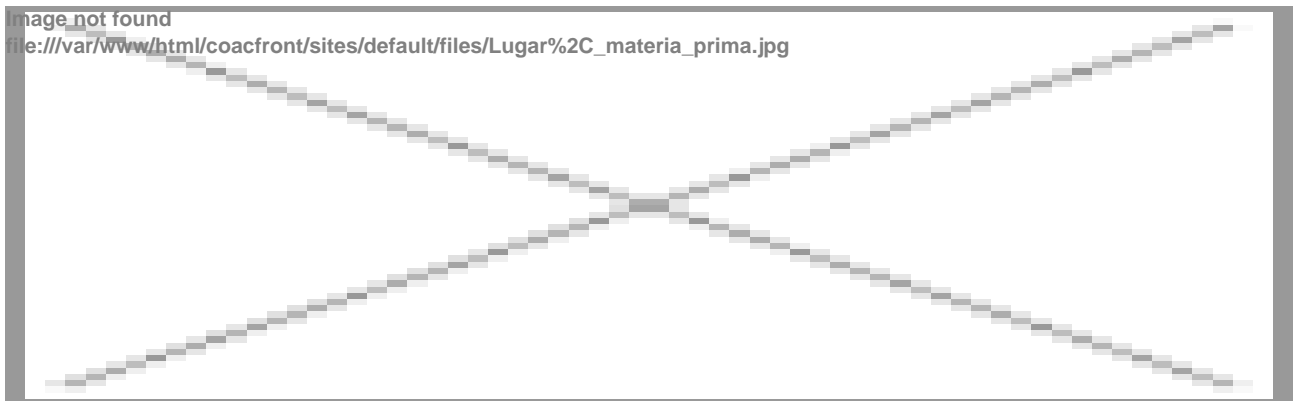 Image not found
file:///var/www/html/coacfront/sites/default/files/Lugar%2C_materia_prima.jpg